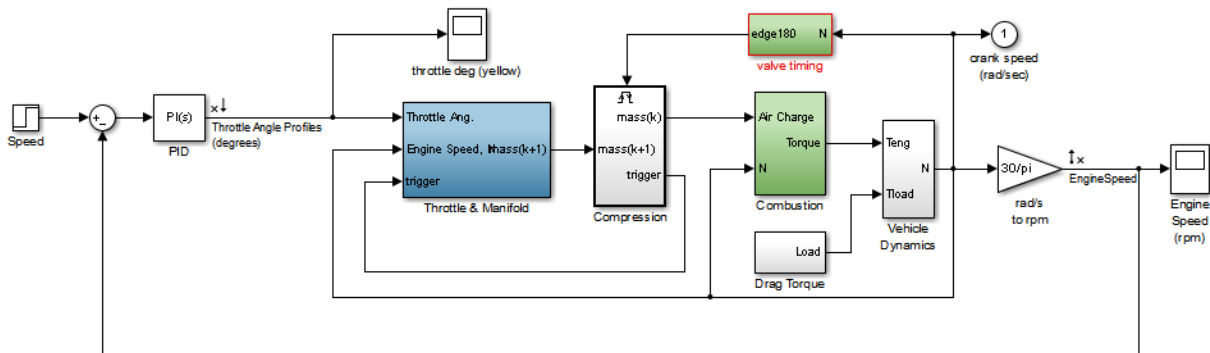 edge180
N
valve timing
1
crank speed
(rad/sec)
throttle deg (yellow)
Speed
+
−
PI(s)
PID
Throttle Angle Profiles
(degrees)
Throttle Ang.
Engine Speed, N
mass(k+1)
trigger
Throttle & Manifold
mass(k)
mass(k+1)
trigger
Compression
Air Charge
Torque
N
Combustion
Load
Drag Torque
Teng
N
Tload
Vehicle
Dynamics
30/pi
rad/s
to rpm
EngineSpeed
Engine
Speed
(rpm)